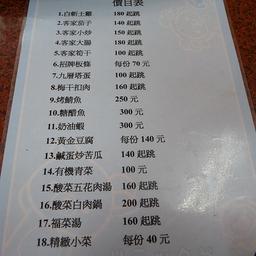 價目表
1.白斬土雞 180 起跳
2.客家茄子 140 起跳
3.客家小炒 150 起跳
4.客家大腸 180 起跳
5.客家筍干 100 起跳
6.招牌板條 每份 70 元
7.九層塔蛋 100 起跳
8.梅干扣肉 160 起跳
9.烤鯖魚 250 元
10.糖醋魚 300 元
11.奶油蝦 300 元
12.黃金豆腐 每份 140 元
13.鹹蛋炒苦瓜 140 起跳
14.有機青菜 100 元
15.酸菜五花肉湯 160 起跳
16.酸菜白肉鍋 200 起跳
17.福菜湯 160 起跳
18.精緻小菜 每份 40 元